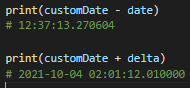 print(customDate - date)
# 12:37:13.270604
print(customDate + delta)
# 2021-10-04 02:01:12.010000